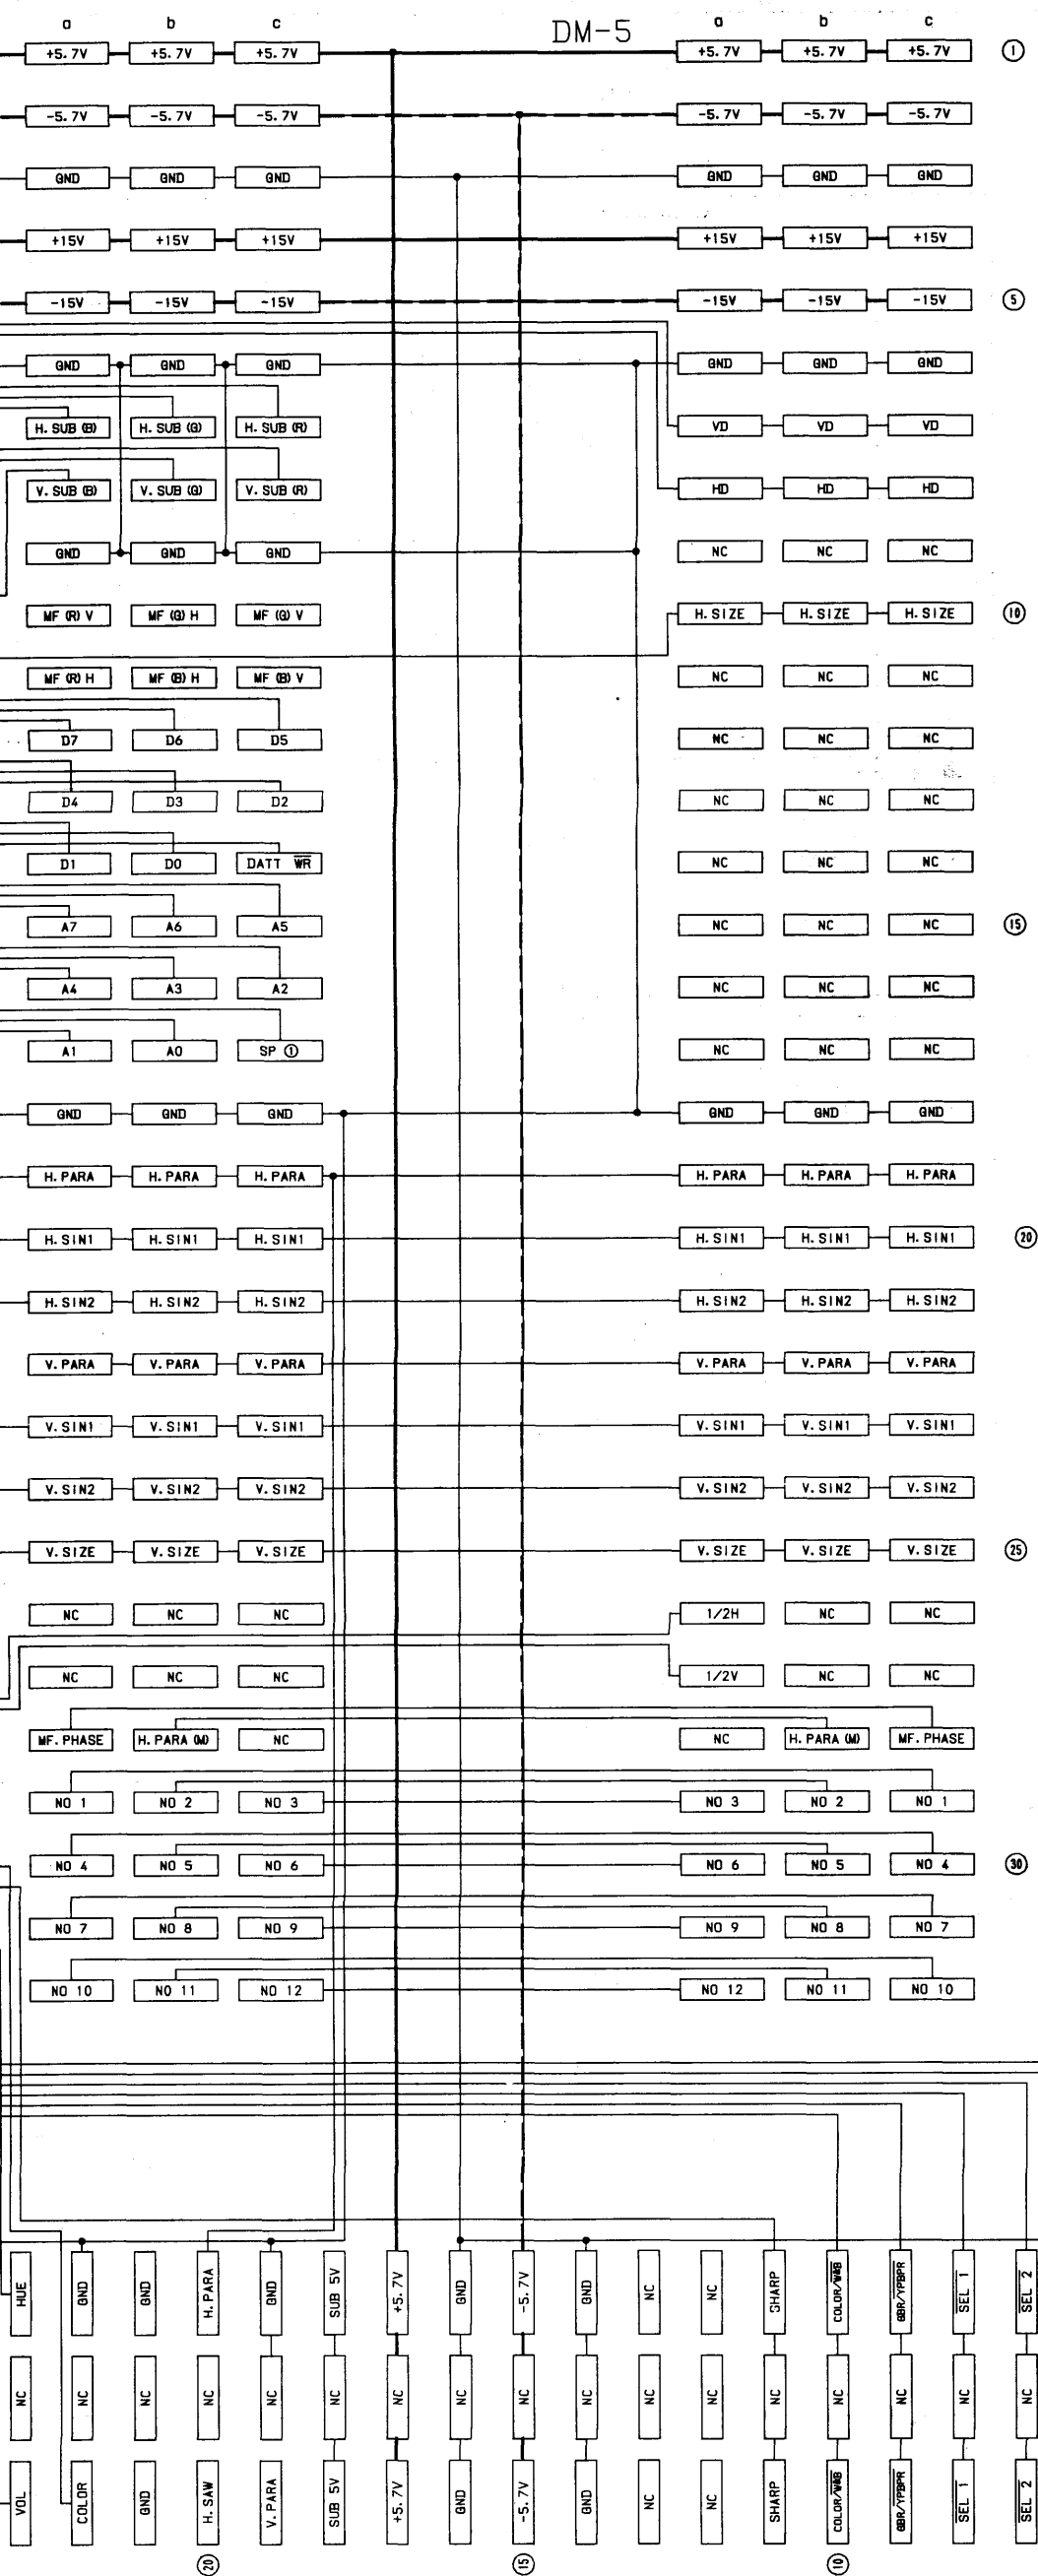 a b c DM-5 a b c
+5.7V +5.7V +5.7V +5.7V +5.7V +5.7V ①
-5.7V -5.7V -5.7V -5.7V -5.7V -5.7V
GND GND GND GND GND GND
+15V +15V +15V +15V +15V +15V
-15V -15V -15V -15V -15V -15V ⑤
GND GND GND GND GND GND
H.SUB (B) H.SUB (G) H.SUB (R) VD VD VD
V.SUB (B) V.SUB (G) V.SUB (R) HD HD HD
GND GND GND NC NC NC
MF (R) V MF (G) H MF (G) V H.SIZE H.SIZE H.SIZE ⑩
MF (R) H MF (B) H MF (B) V NC NC NC
D7 D6 D5 NC NC NC
D4 D3 D2 NC NC NC
D1 D0 DATT W̅R̅ NC NC NC
A7 A6 A5 NC NC NC ⑮
A4 A3 A2 NC NC NC
A1 A0 SP ① NC NC NC
GND GND GND GND GND GND
H.PARA H.PARA H.PARA H.PARA H.PARA H.PARA
H.SIN1 H.SIN1 H.SIN1 H.SIN1 H.SIN1 H.SIN1 ⑳
H.SIN2 H.SIN2 H.SIN2 H.SIN2 H.SIN2 H.SIN2
V.PARA V.PARA V.PARA V.PARA V.PARA V.PARA
V.SIN1 V.SIN1 V.SIN1 V.SIN1 V.SIN1 V.SIN1
V.SIN2 V.SIN2 V.SIN2 V.SIN2 V.SIN2 V.SIN2
V.SIZE V.SIZE V.SIZE V.SIZE V.SIZE V.SIZE ㉕
NC NC NC 1/2H NC NC
NC NC NC 1/2V NC NC
MF.PHASE H.PARA (M) NC NC H.PARA (M) MF.PHASE
NO 1 NO 2 NO 3 NO 3 NO 2 NO 1
NO 4 NO 5 NO 6 NO 6 NO 5 NO 4 ㉚
NO 7 NO 8 NO 9 NO 9 NO 8 NO 7
NO 10 NO 11 NO 12 NO 12 NO 11 NO 10
HUE GND GND H.PARA GND SUB 5V +5.7V GND -5.7V GND NC NC SHARP COLOR/W̅&̅B̅ GBR/Y̅P̅B̅P̅R̅ S̅E̅L̅ ̅1̅ S̅E̅L̅ ̅2̅
NC NC NC NC NC NC NC NC NC NC NC NC NC NC NC NC NC
VOL COLOR GND H.SAW V.PARA SUB 5V +5.7V GND -5.7V GND NC NC SHARP COLOR/W̅&̅B̅ GBR/Y̅P̅B̅P̅R̅ S̅E̅L̅ ̅1̅ S̅E̅L̅ ̅2̅
⑳ ⑮ ⑩